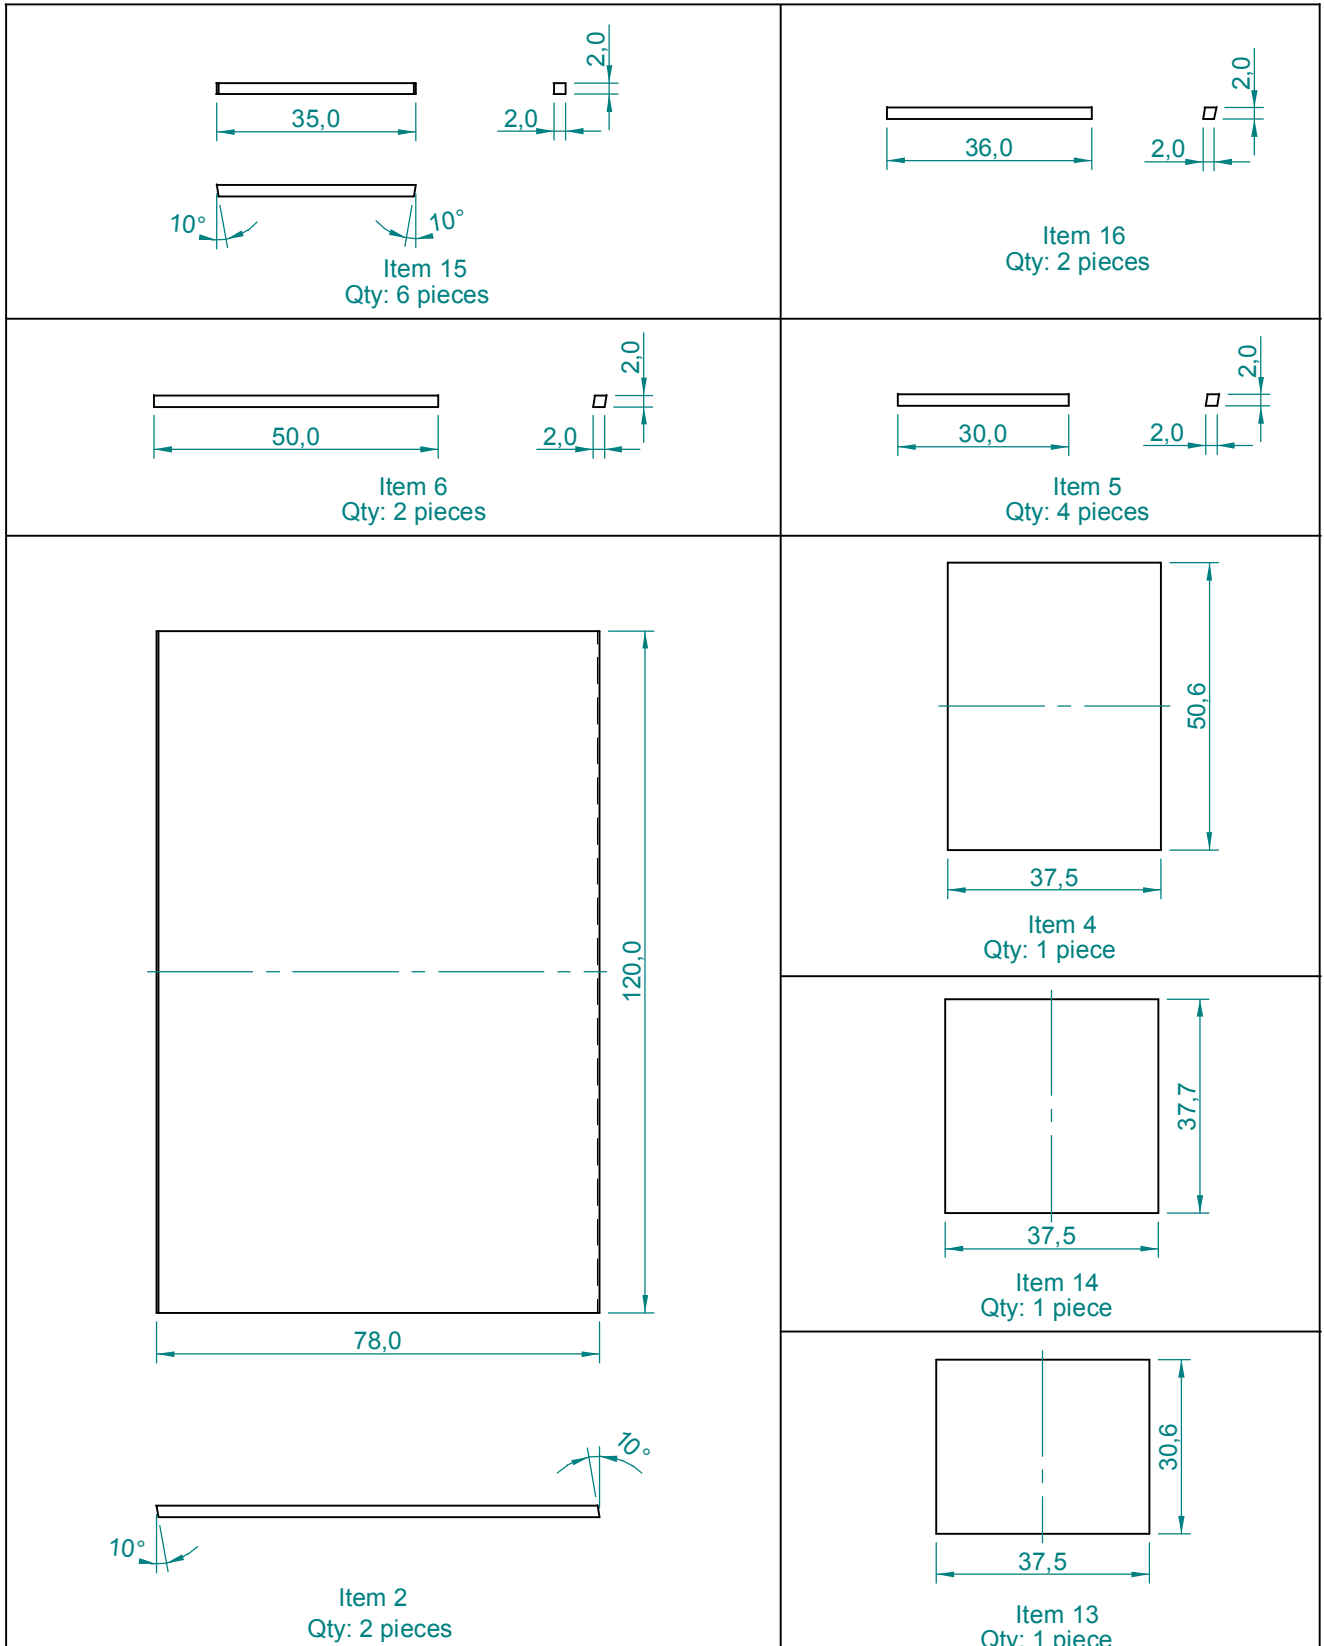 2,0
35,0
2,0
10°
10°
Item 15
Qty: 6 pieces
2,0
36,0
2,0
Item 16
Qty: 2 pieces
2,0
50,0
2,0
Item 6
Qty: 2 pieces
2,0
30,0
2,0
Item 5
Qty: 4 pieces
120,0
78,0
10°
10°
Item 2
Qty: 2 pieces
50,6
37,5
Item 4
Qty: 1 piece
37,7
37,5
Item 14
Qty: 1 piece
30,6
37,5
Item 13
Qty: 1 piece